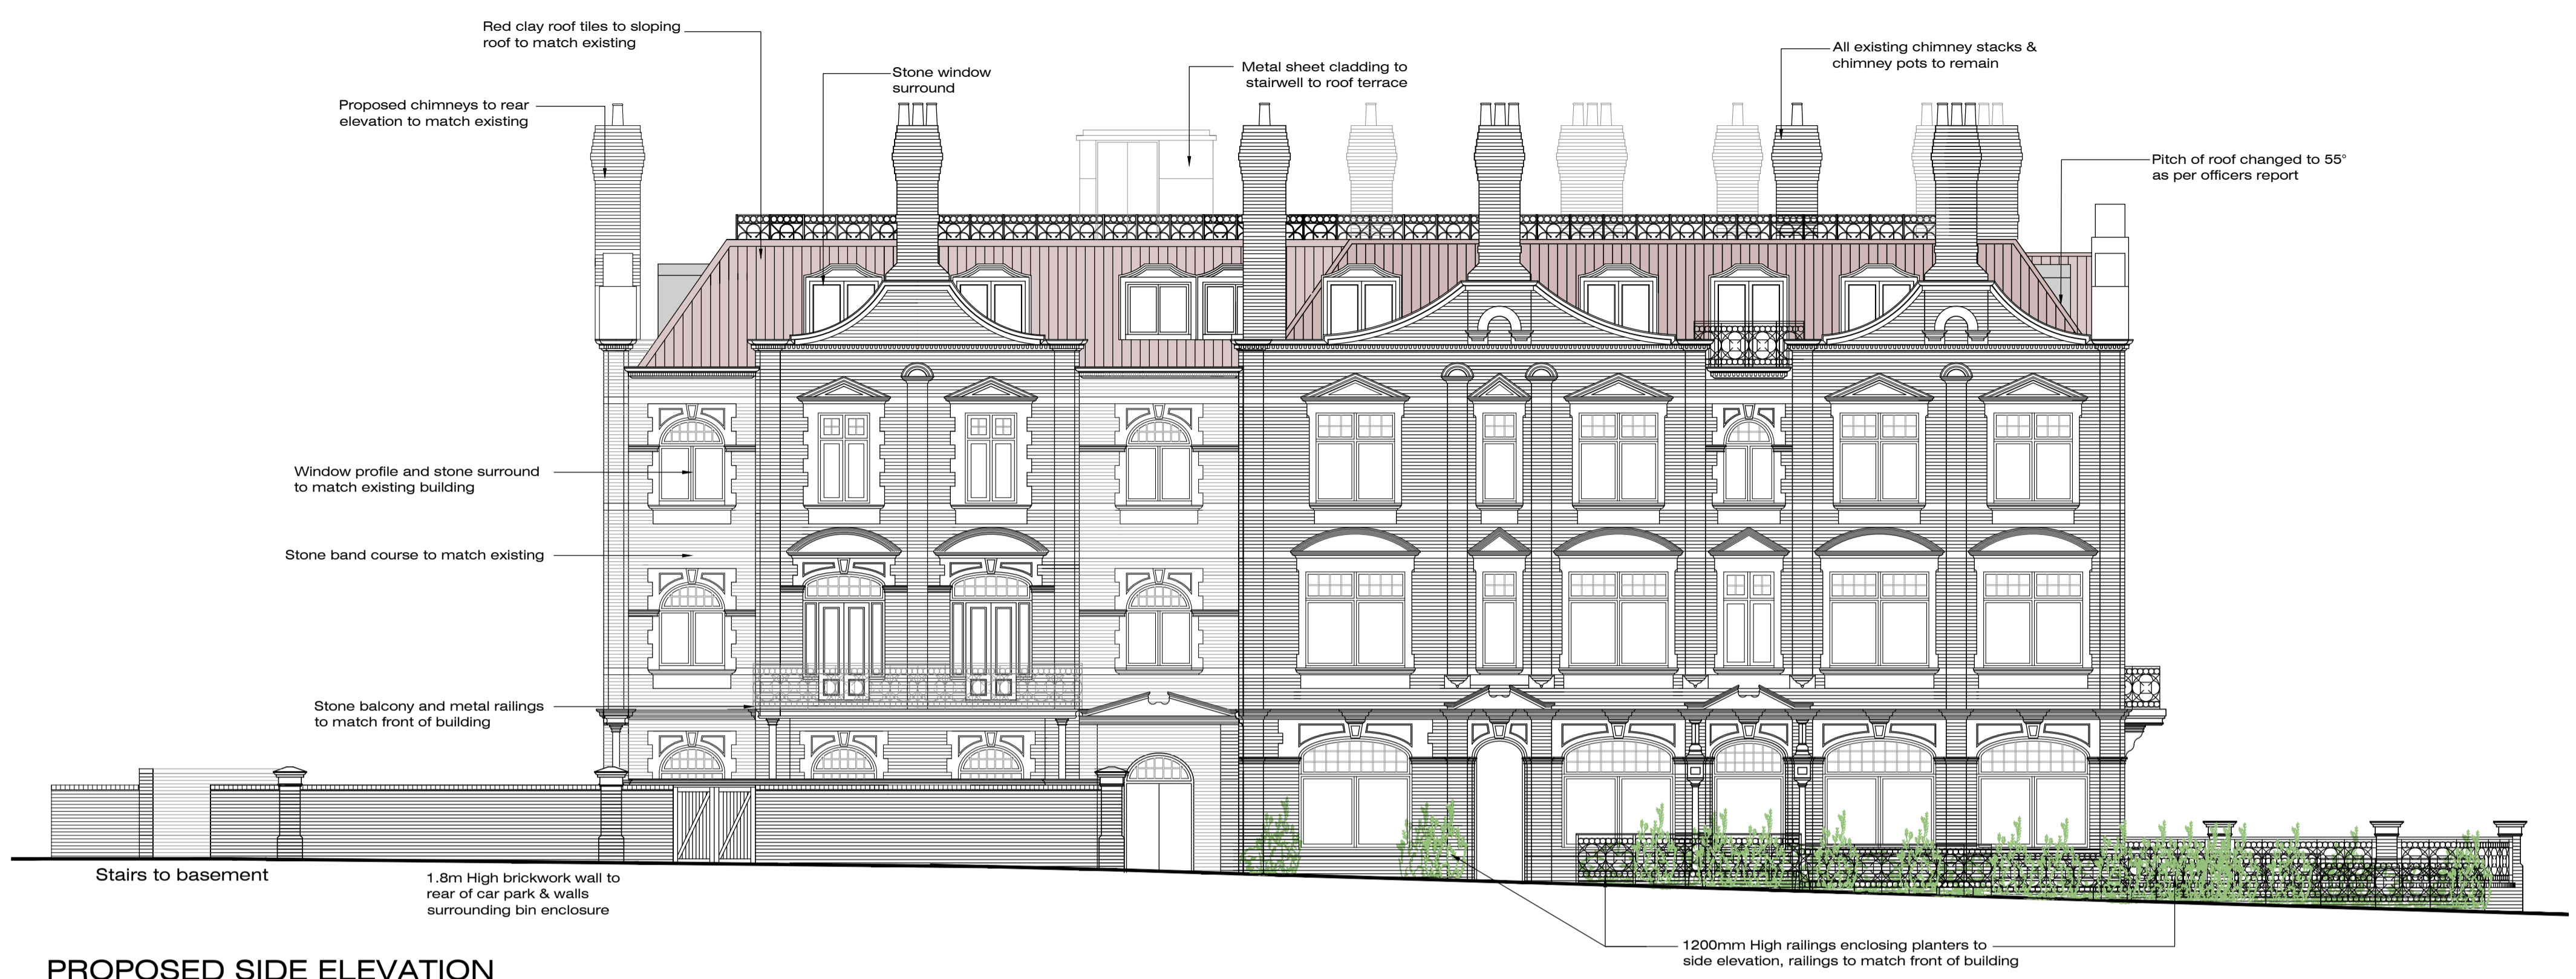 Red clay roof tiles to sloping
roof to match existing
Stone window
surround
Metal sheet cladding to
stairwell to roof terrace
All existing chimney stacks &
chimney pots to remain
Proposed chimneys to rear
elevation to match existing
Pitch of roof changed to 55°
as per officers report
Window profile and stone surround
to match existing building
Stone band course to match existing
Stone balcony and metal railings
to match front of building
Stairs to basement
1.8m High brickwork wall to
rear of car park & walls
surrounding bin enclosure
1200mm High railings enclosing planters to
side elevation, railings to match front of building
PROPOSED SIDE ELEVATION